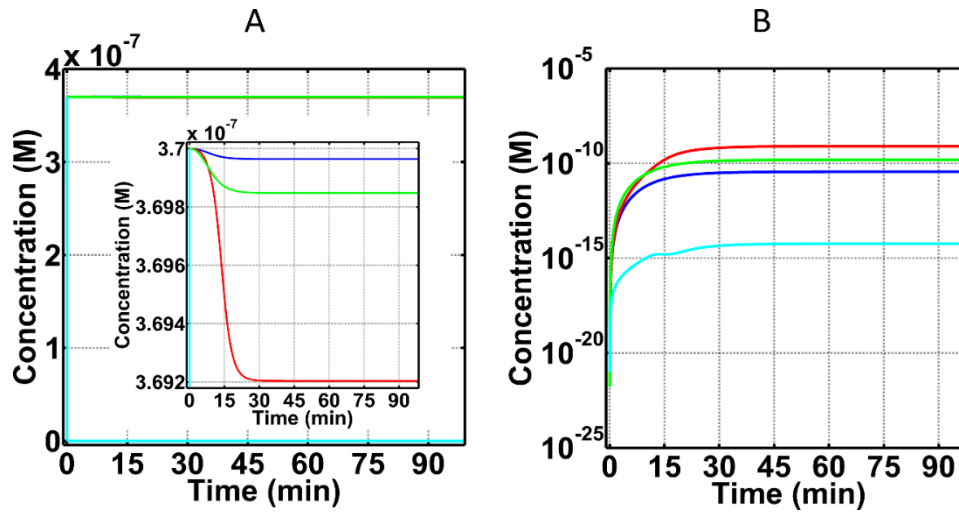 A
B
4 x 10⁻⁷
3
2
1
0
Concentration (M)
0 15 30 45 60 75 90
Time (min)
x 10⁻⁷
3.7
3.698
3.696
3.694
3.692
Concentration (M)
0 15 30 45 60 75 90
Time (min)
10⁻⁵
10⁻¹⁰
10⁻¹⁵
10⁻²⁰
10⁻²⁵
Concentration (M)
0 15 30 45 60 75 90
Time (min)